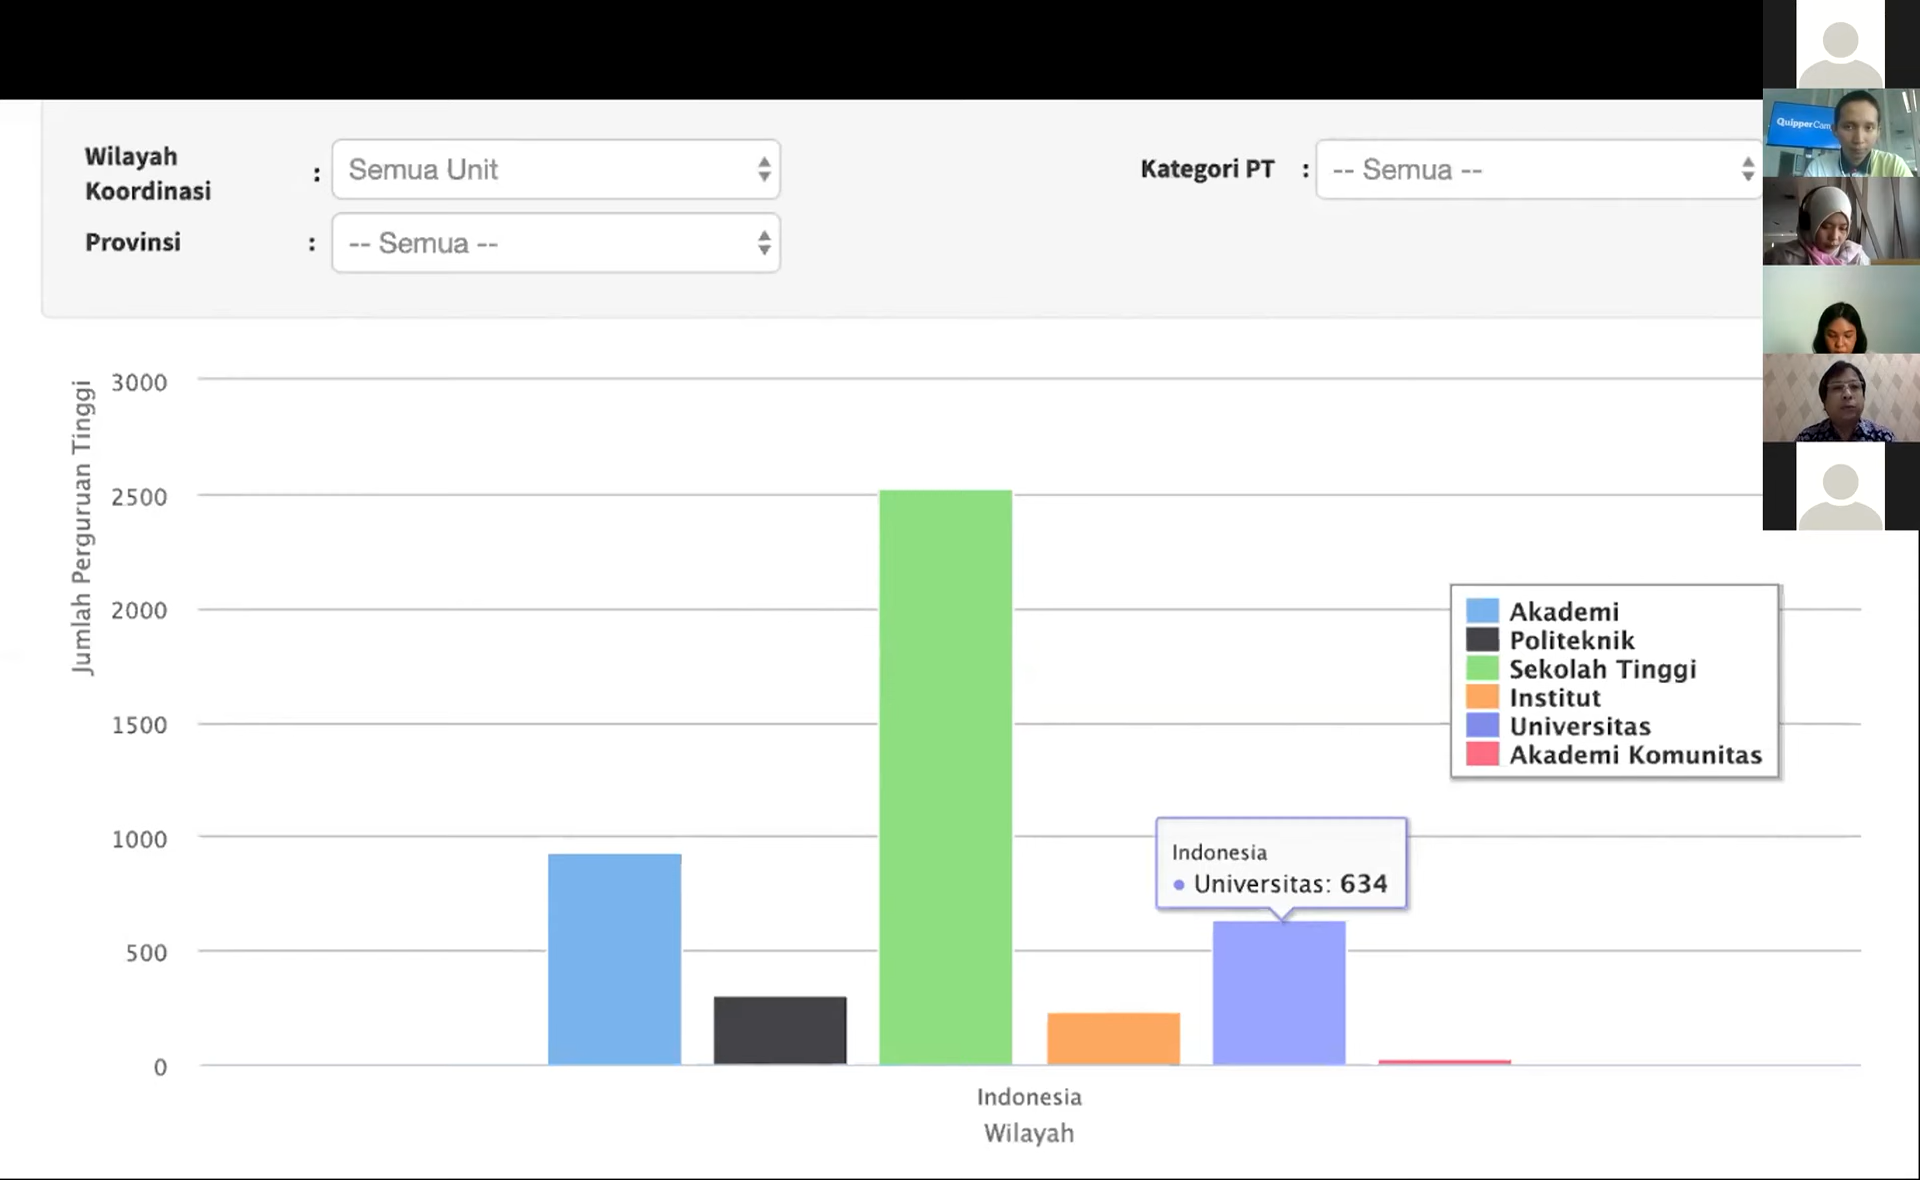 QuipperCam
Wilayah
Koordinasi
:
Semua Unit
Kategori PT
:
-- Semua --
Provinsi
:
-- Semua --
Jumlah Perguruan Tinggi
3000
2500
2000
1500
1000
500
0
Akademi
Politeknik
Sekolah Tinggi
Institut
Universitas
Akademi Komunitas
Indonesia
Universitas: 634
Indonesia
Wilayah